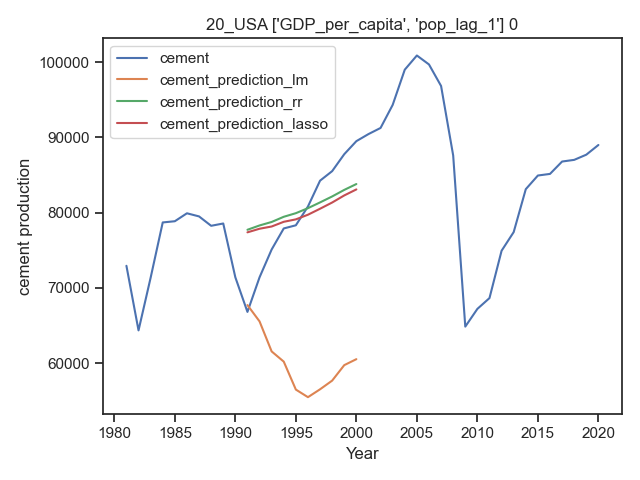 20_USA ['GDP_per_capita', 'pop_lag_1'] 0
cement
cement_prediction_lm
cement_prediction_rr
cement_prediction_lasso
cement production
100000
90000
80000
70000
60000
1980 1985 1990 1995 2000 2005 2010 2015 2020
Year